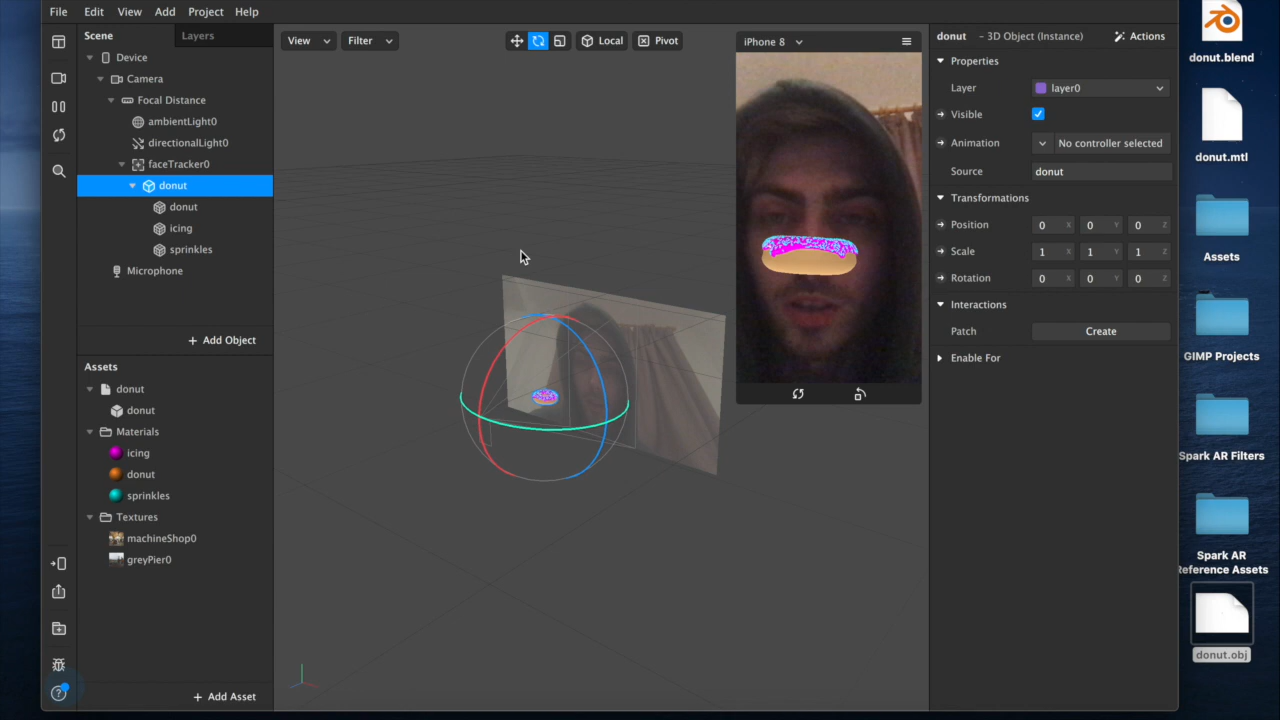 File Edit View Add Project Help
Scene Layers
Device
Camera
Focal Distance
ambientLight0
directionalLight0
faceTracker0
donut
donut
icing
sprinkles
Microphone
+ Add Object
Assets
donut
donut
Materials
icing
donut
sprinkles
Textures
machineShop0
greyPier0
+ Add Asset
View Filter Local Pivot
iPhone 8
donut – 3D Object (Instance) Actions
Properties
Layer layer0
Visible
Animation No controller selected
Source donut
Transformations
Position 0 X 0 Y 0 Z
Scale 1 X 1 Y 1 Z
Rotation 0 X 0 Y 0 Z
Interactions
Patch Create
Enable For
donut.blend
donut.mtl
Assets
GIMP Projects
Spark AR Filters
Spark AR
Reference Assets
donut.obj